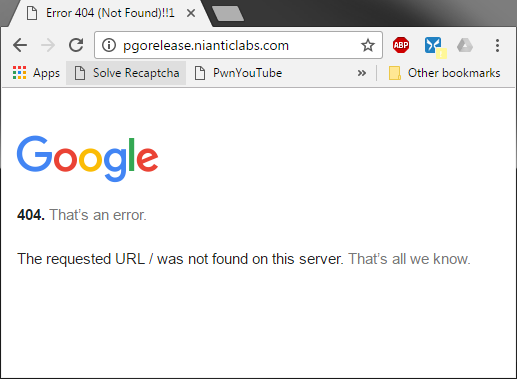 Error 404 (Not Found)!!1
pgorelease.nianticlabs.com
ABP
Apps
Solve Recaptcha
PwnYouTube
»
Other bookmarks
Google
404. That's an error.
The requested URL / was not found on this server. That's all we know.